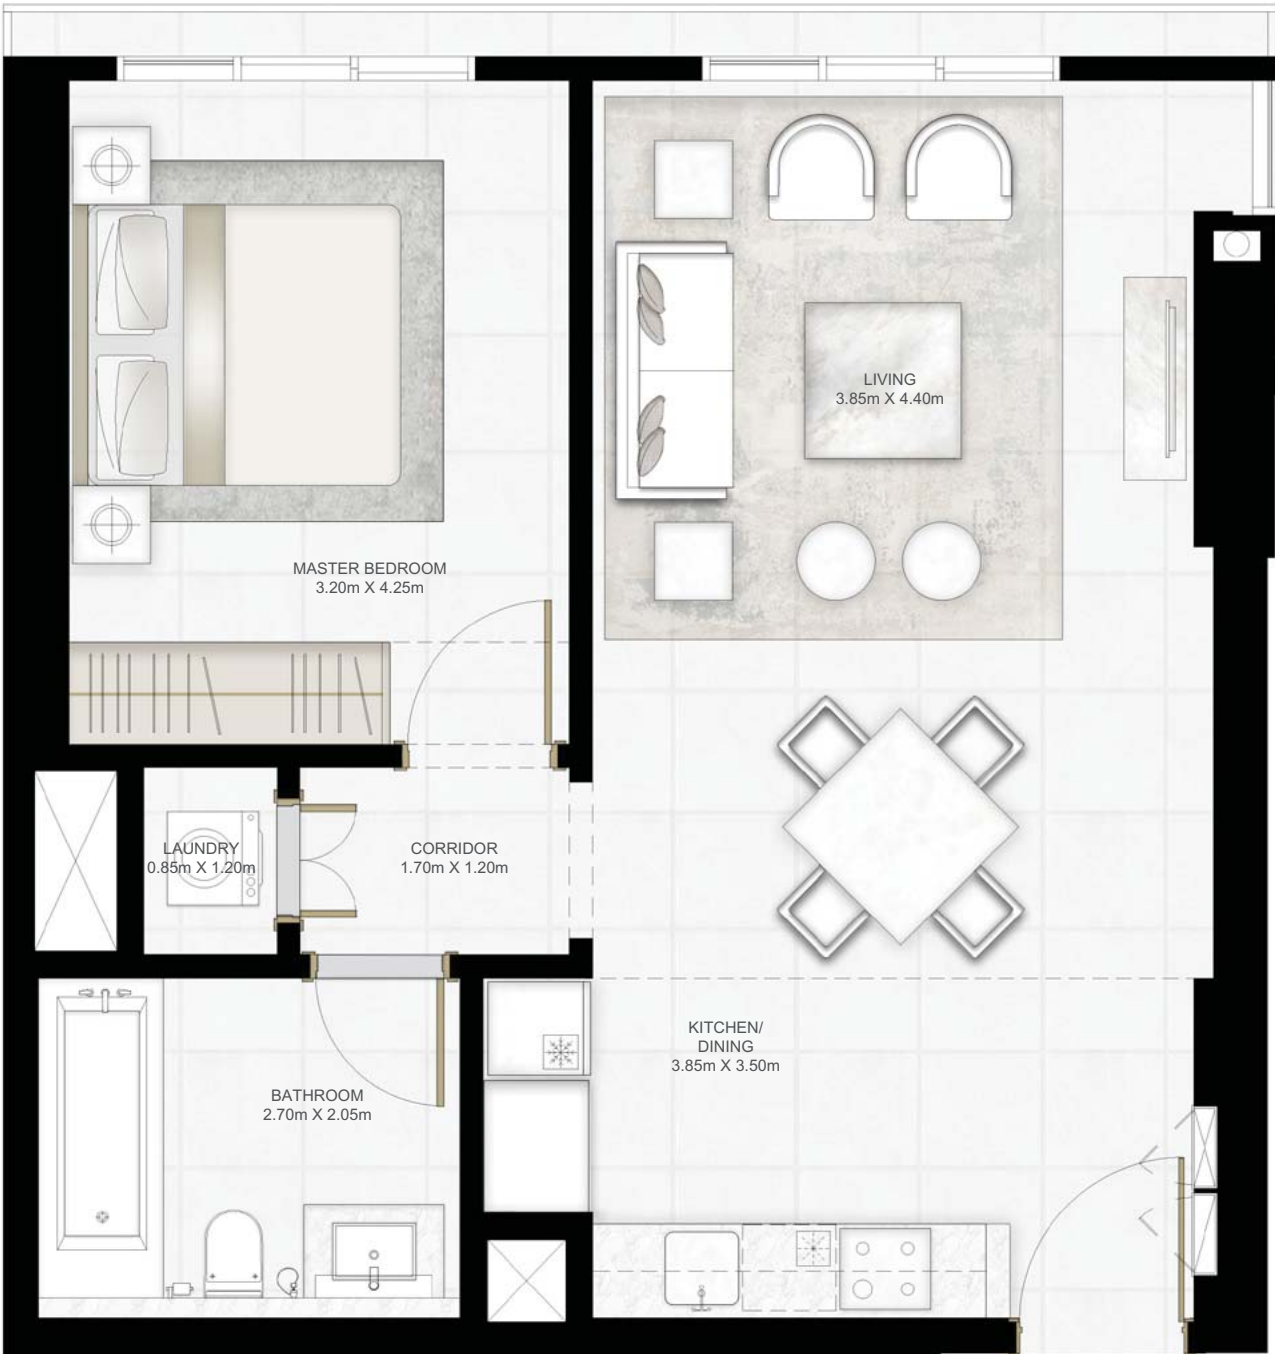 LIVING
3.85m X 4.40m
MASTER BEDROOM
3.20m X 4.25m
LAUNDRY
0.85m X 1.20m
CORRIDOR
1.70m X 1.20m
KITCHEN/
DINING
3.85m X 3.50m
BATHROOM
2.70m X 2.05m